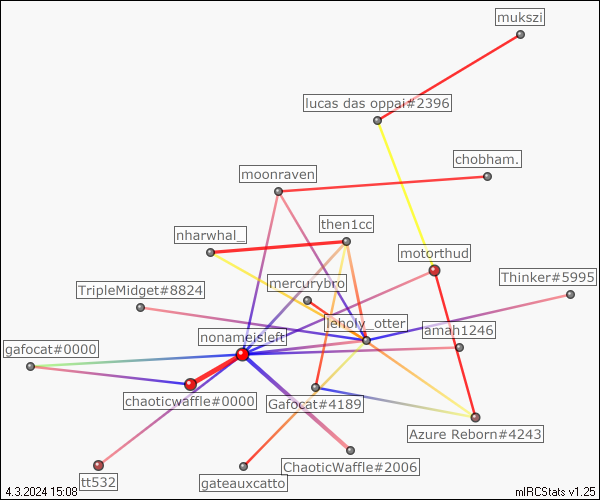 mukszi
lucas das oppai#2396
chobham.
moonraven
then1cc
nharwhal_
motorthud
Thinker#5995
mercurybro
TripleMidget#8824
leholy_otter
amah1246
nonameisleft
gafocat#0000
chaoticwaffle#0000
Gafocat#4189
Azure Reborn#4243
ChaoticWaffle#2006
tt532
gateauxcatto
4.3.2024 15:08
mIRCStats v1.25